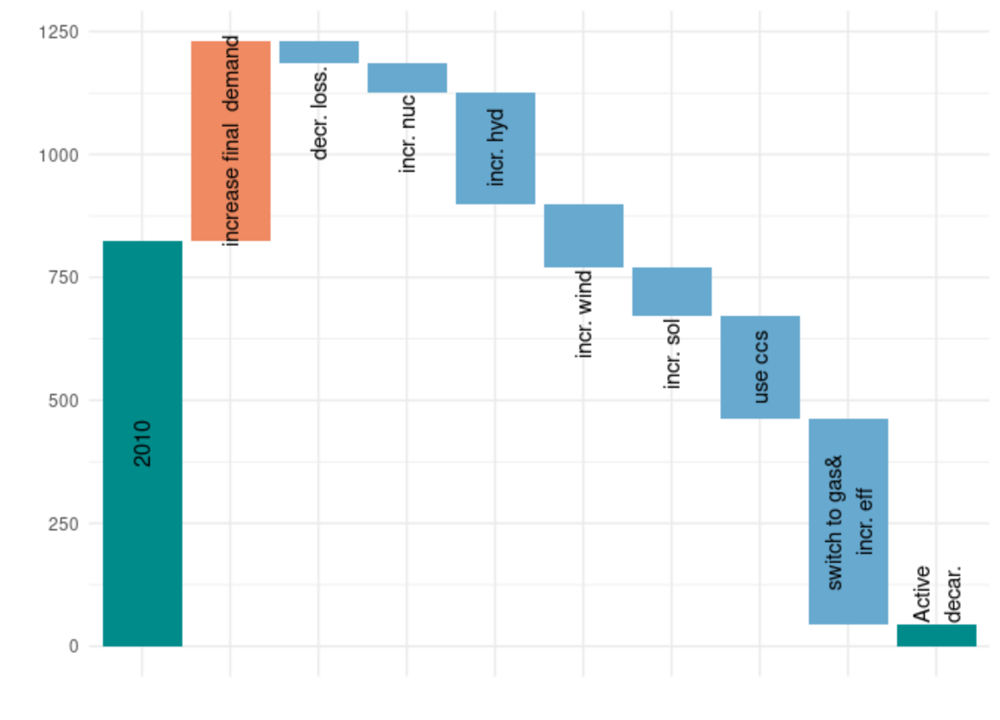 1250
1000
750
500
250
0
2010
increase final demand
decr. loss.
incr. nuc
incr. hyd
incr. wind
incr. sol
use ccs
switch to gas&
incr. eff
Active
decar.